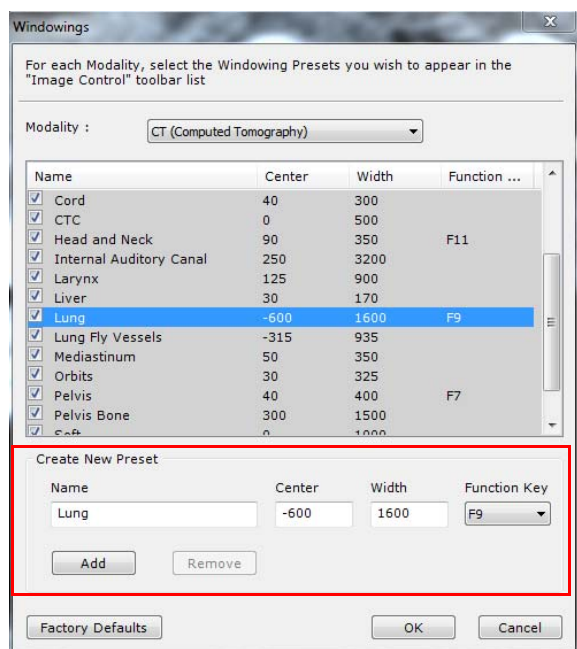 Windowings
For each Modality, select the Windowing Presets you wish to appear in the
"Image Control" toolbar list
Modality : CT (Computed Tomography)
Name Center Width Function ...
Cord 40 300
CTC 0 500
Head and Neck 90 350 F11
Internal Auditory Canal 250 3200
Larynx 125 900
Liver 30 170
Lung -600 1600 F9
Lung Fly Vessels -315 935
Mediastinum 50 350
Orbits 30 325
Pelvis 40 400 F7
Pelvis Bone 300 1500
Soft 0 1000
Create New Preset
Name Center Width Function Key
Lung -600 1600 F9
Add Remove
Factory Defaults OK Cancel